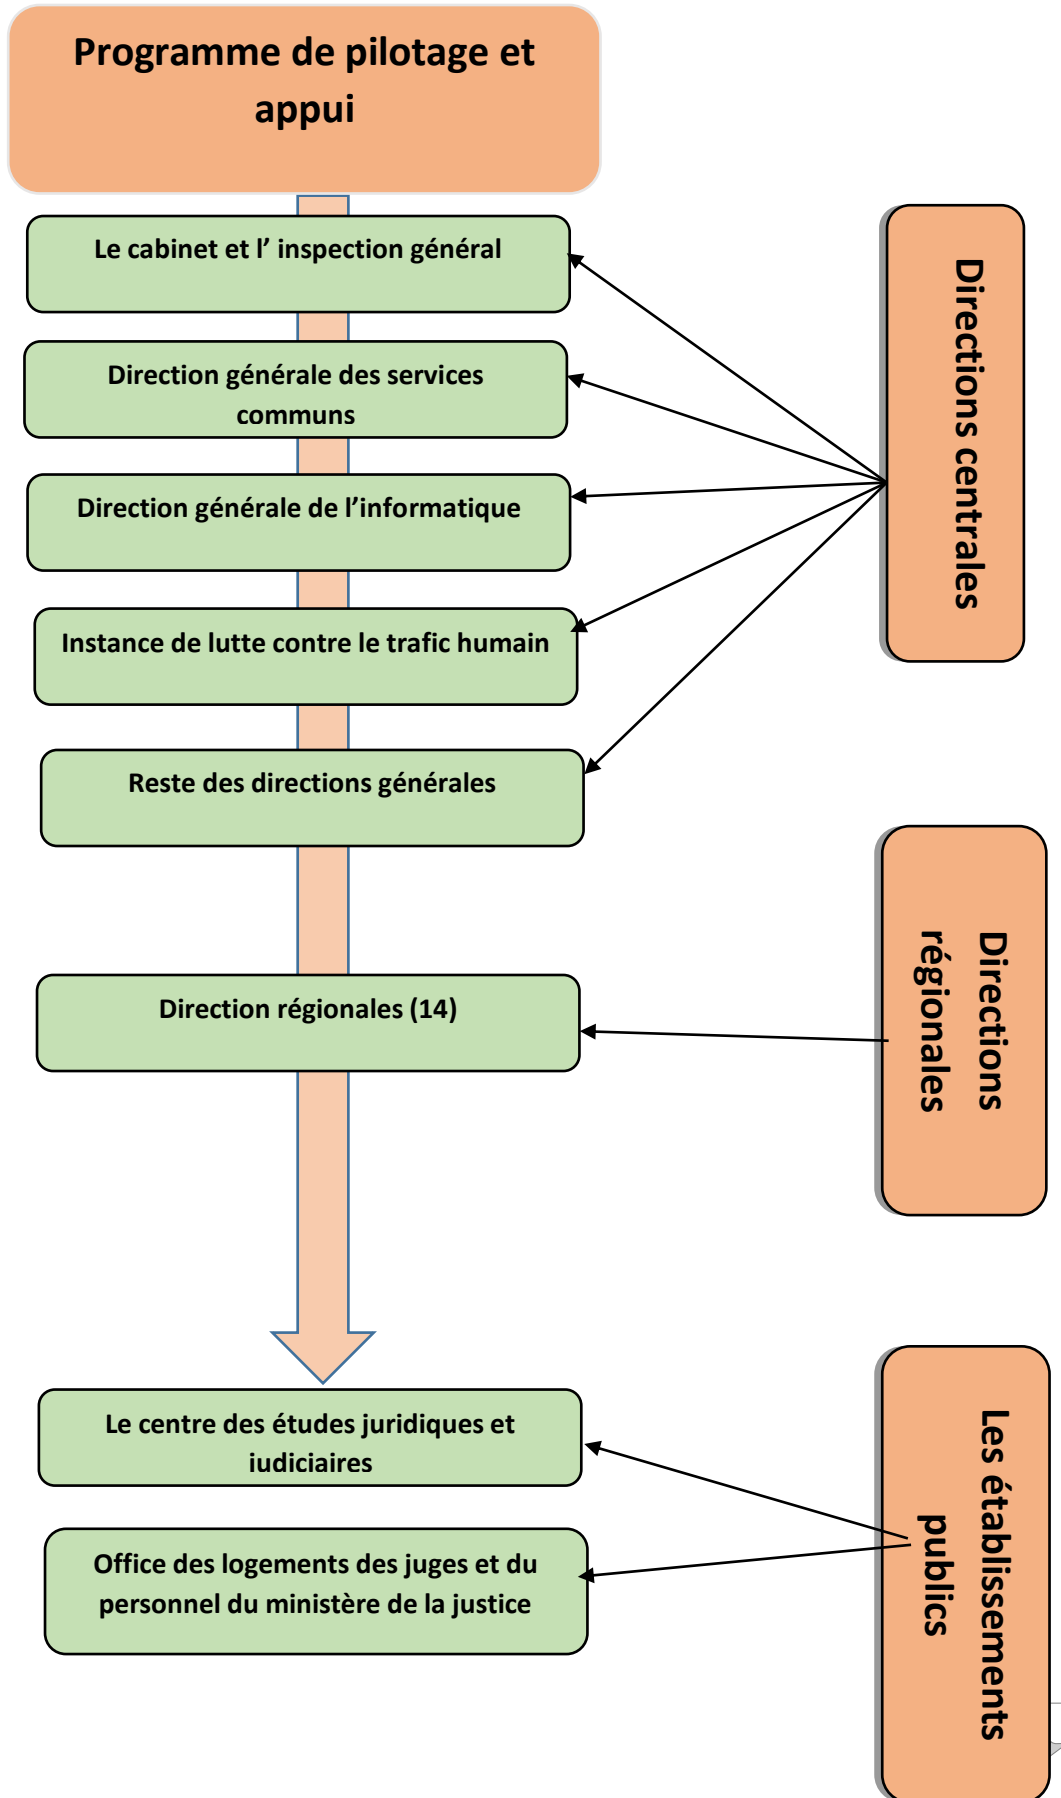 Programme de pilotage et
appui
Le cabinet et l’ inspection général
Direction générale des services
communs
Direction générale de l’informatique
Instance de lutte contre le trafic humain
Reste des directions générales
Direction régionales (14)
Le centre des études juridiques et
judiciaires
Office des logements des juges et du
personnel du ministère de la justice
Directions centrales
Directions
régionales
Les établissements
publics